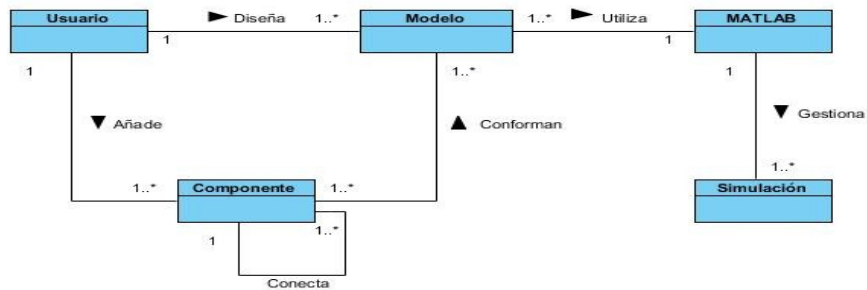 Usuario
Diseña
1..*
Modelo
1..*
Utiliza
MATLAB
1
1
1
1..*
1
Añade
Conforman
Gestiona
1..*
1..*
1..*
Componente
Simulación
1
1..*
Conecta